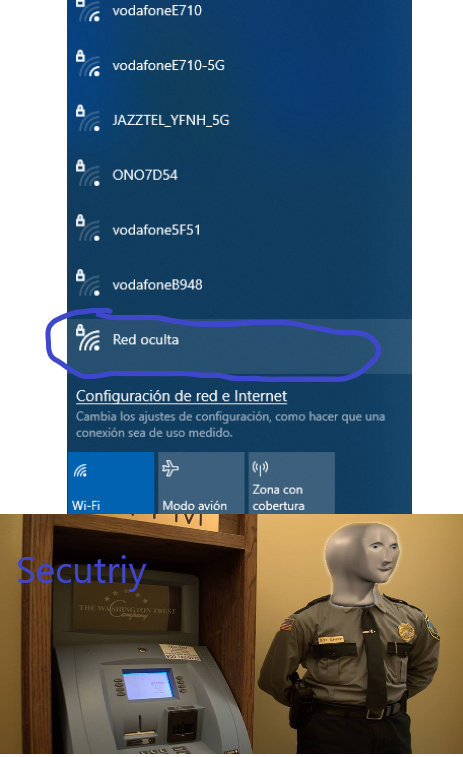 vodafoneE710
vodafoneE710-5G
JAZZTEL_YFNH_5G
ONO7D54
vodafone5F51
vodafoneB948
Red oculta
Configuración de red e Internet
Cambia los ajustes de configuración, como hacer que una
conexión sea de uso medido.
Wi-Fi
Modo avión
Zona con
cobertura
Secutriy
THE WASHINGTON TRUST
Company